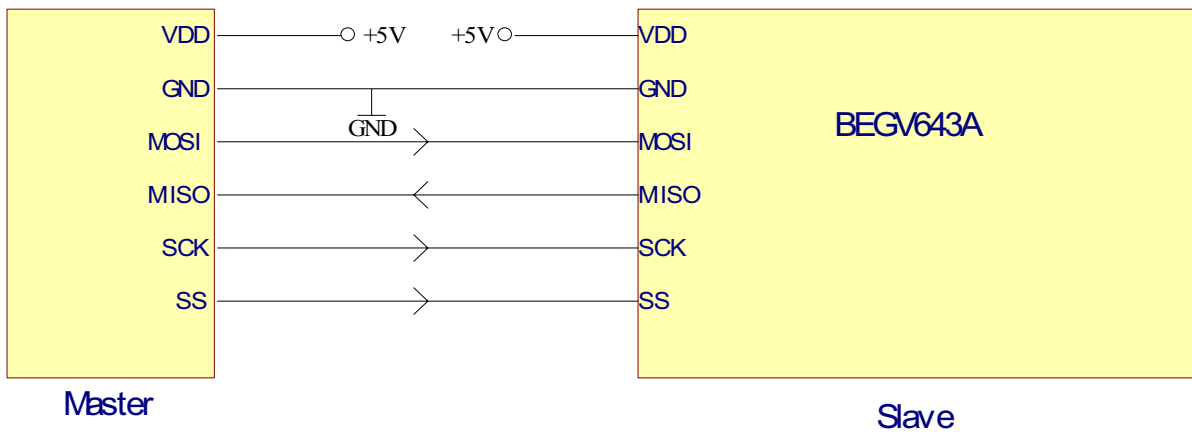 VDD +5V +5V VDD
GND GND
GND BEGV643A
MOSI MOSI
MISO MISO
SCK SCK
SS SS
Master
Slave